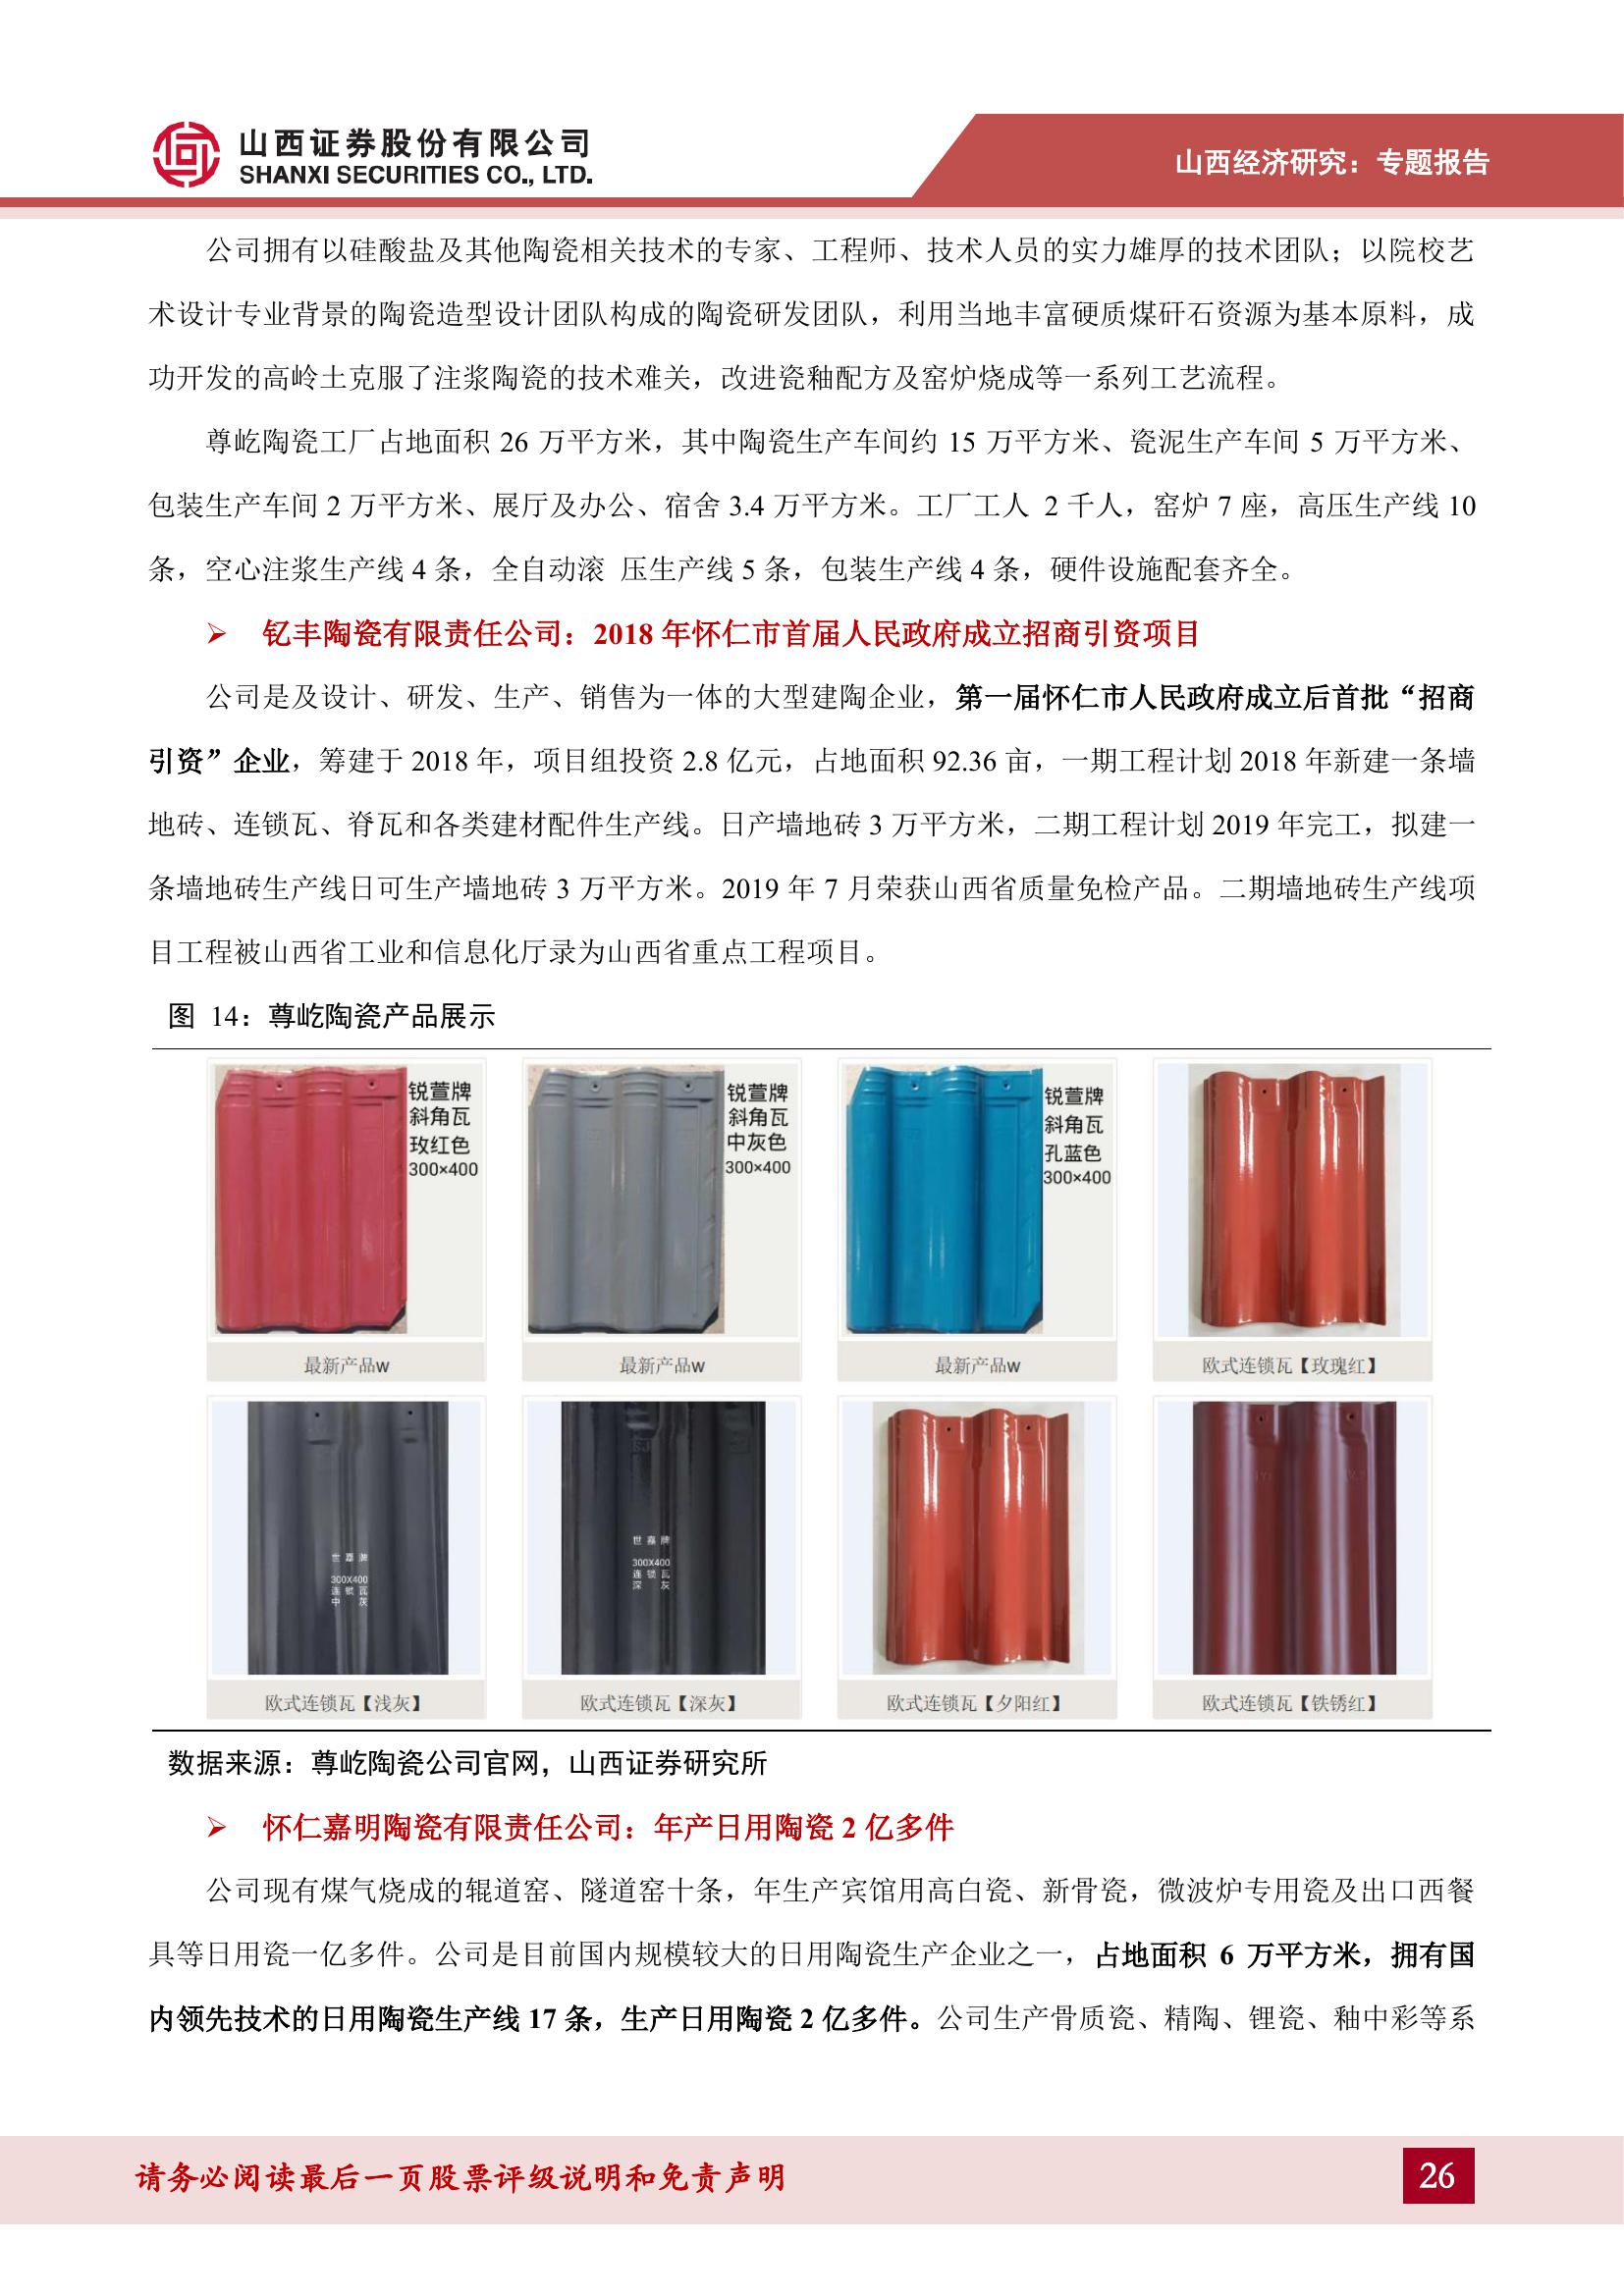 山西证券股份有限公司
SHANXI SECURITIES CO., LTD.
山西经济研究：专题报告
公司拥有以硅酸盐及其他陶瓷相关技术的专家、工程师、技术人员的实力雄厚的技术团队；以院校艺
术设计专业背景的陶瓷造型设计团队构成的陶瓷研发团队，利用当地丰富硬质煤矸石资源为基本原料，成
功开发的高岭土克服了注浆陶瓷的技术难关，改进瓷釉配方及窑炉烧成等一系列工艺流程。
尊屹陶瓷工厂占地面积 26 万平方米，其中陶瓷生产车间约 15 万平方米、瓷泥生产车间 5 万平方米、
包装生产车间 2 万平方米、展厅及办公、宿舍 3.4 万平方米。工厂工人 2 千人，窑炉 7 座，高压生产线 10
条，空心注浆生产线 4 条，全自动滚 压生产线 5 条，包装生产线 4 条，硬件设施配套齐全。
➢ 钇丰陶瓷有限责任公司：2018 年怀仁市首届人民政府成立招商引资项目
公司是及设计、研发、生产、销售为一体的大型建陶企业，第一届怀仁市人民政府成立后首批“招商
引资”企业，筹建于 2018 年，项目组投资 2.8 亿元，占地面积 92.36 亩，一期工程计划 2018 年新建一条墙
地砖、连锁瓦、脊瓦和各类建材配件生产线。日产墙地砖 3 万平方米，二期工程计划 2019 年完工，拟建一
条墙地砖生产线日可生产墙地砖 3 万平方米。2019 年 7 月荣获山西省质量免检产品。二期墙地砖生产线项
目工程被山西省工业和信息化厅录为山西省重点工程项目。
图 14：尊屹陶瓷产品展示
锐萱牌
斜角瓦
玫红色
300×400
锐萱牌
斜角瓦
中灰色
300×400
锐萱牌
斜角瓦
孔蓝色
300×400
最新产品w
最新产品w
最新产品w
欧式连锁瓦【玫瑰红】
世 嘉 牌
300X400
连 锁 瓦
中 灰
世 嘉 牌
300X400
连 锁 瓦
深 灰
欧式连锁瓦【浅灰】
欧式连锁瓦【深灰】
欧式连锁瓦【夕阳红】
欧式连锁瓦【铁锈红】
数据来源：尊屹陶瓷公司官网，山西证券研究所
➢ 怀仁嘉明陶瓷有限责任公司：年产日用陶瓷 2 亿多件
公司现有煤气烧成的辊道窑、隧道窑十条，年生产宾馆用高白瓷、新骨瓷，微波炉专用瓷及出口西餐
具等日用瓷一亿多件。公司是目前国内规模较大的日用陶瓷生产企业之一，占地面积 6 万平方米，拥有国
内领先技术的日用陶瓷生产线 17 条，生产日用陶瓷 2 亿多件。公司生产骨质瓷、精陶、锂瓷、釉中彩等系
请务必阅读最后一页股票评级说明和免责声明
26